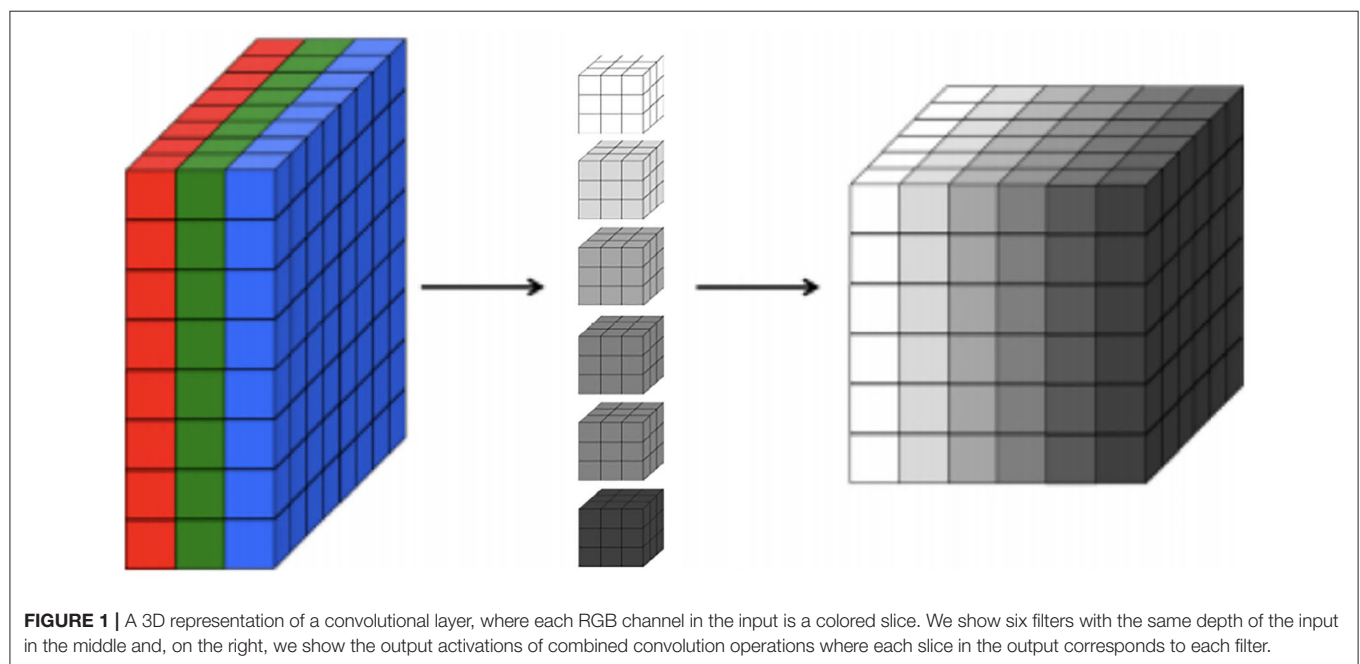 FIGURE 1 | A 3D representation of a convolutional layer, where each RGB channel in the input is a colored slice. We show six filters with the same depth of the input
in the middle and, on the right, we show the output activations of combined convolution operations where each slice in the output corresponds to each filter.